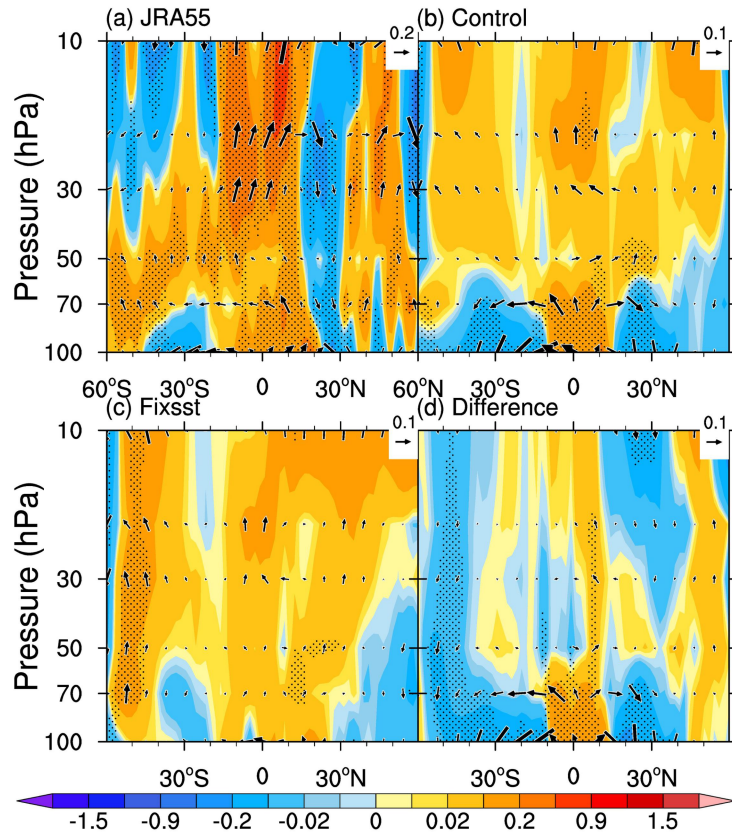 (a) JRA55
0.2
(b) Control
0.1
10
30
50
70
100
Pressure (hPa)
60°S 30°S 0 30°N 60°N 30°S 0 30°N
(c) Fixsst
0.1
(d) Difference
0.1
10
30
50
70
100
Pressure (hPa)
30°S 0 30°N 30°S 0 30°N
-1.5 -0.9 -0.2 -0.02 0 0.02 0.2 0.9 1.5